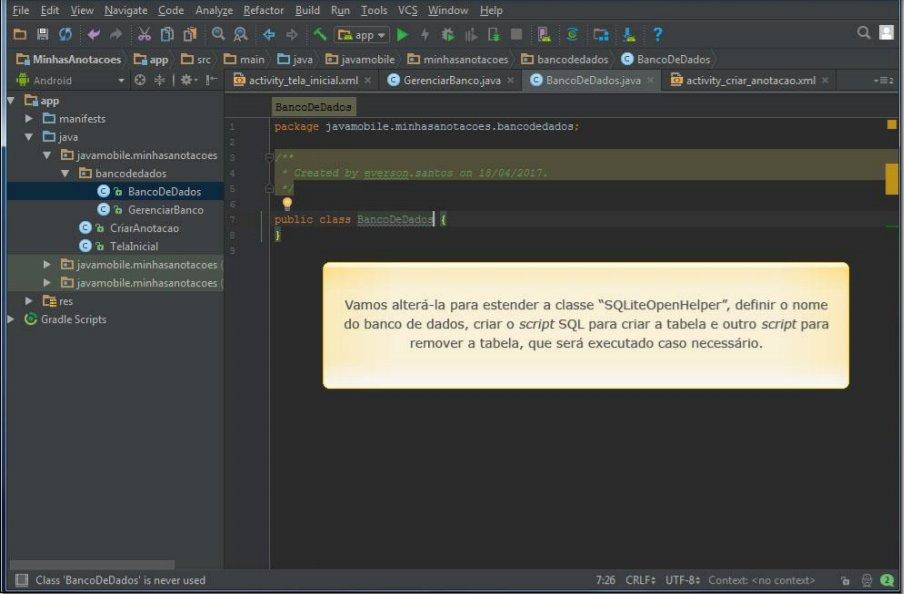 File Edit View Navigate Code Analyze Refactor Build Run Tools VCS Window Help
app
MinhasAnotacoes app src main java javamobile minhasanotacoes bancodedados BancoDeDados
Android activity_tela_inicial.xml GerenciarBanco.java BancoDeDados.java activity_criar_anotacao.xml
app
manifests
java
javamobile.minhasanotacoes
bancodedados
BancoDeDados
GerenciarBanco
CriarAnotacao
TelaInicial
javamobile.minhasanotacoes (
javamobile.minhasanotacoes (
res
Gradle Scripts
BancoDeDados
1 package javamobile.minhasanotacoes.bancodedados;
2
3 /**
4 * Created by everson.santos on 18/04/2017.
5 */
6
7 public class BancoDeDados {
8 }
9
Vamos alterá-la para estender a classe “SQLiteOpenHelper”, definir o nome
do banco de dados, criar o script SQL para criar a tabela e outro script para
remover a tabela, que será executado caso necessário.
Class 'BancoDeDados' is never used 7:26 CRLF UTF-8 Context: <no context> 2